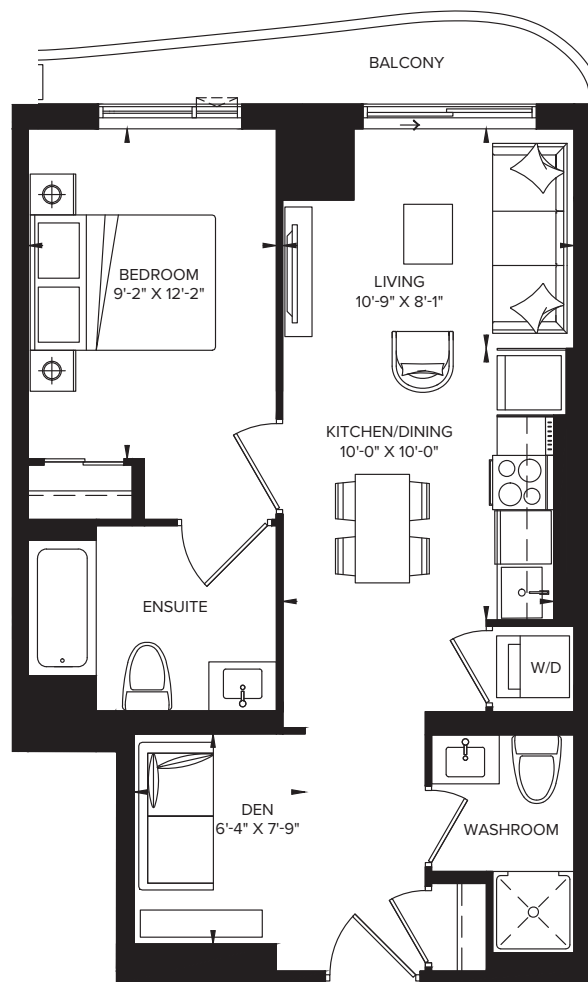 BALCONY
BEDROOM
9'-2" X 12'-2"
LIVING
10'-9" X 8'-1"
KITCHEN/DINING
10'-0" X 10'-0"
ENSUITE
W/D
DEN
6'-4" X 7'-9"
WASHROOM